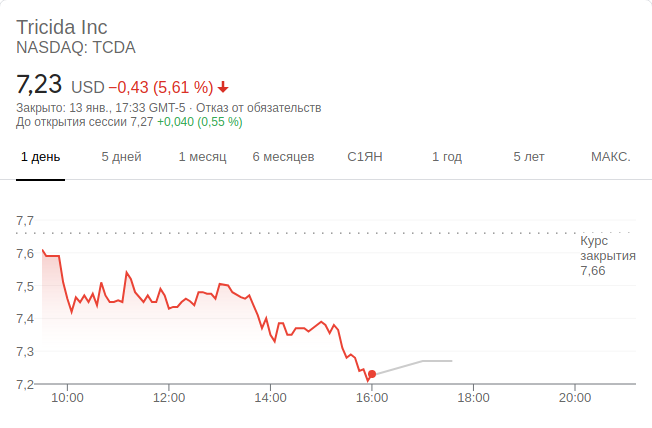 Tricida Inc
NASDAQ: TCDA
7,23 USD −0,43 (5,61 %)
Закрыто: 13 янв., 17:33 GMT-5 · Отказ от обязательств
До открытия сессии 7,27 +0,040 (0,55 %)
1 день 5 дней 1 месяц 6 месяцев С1ЯН 1 год 5 лет МАКС.
7,7
Курс
закрытия
7,66
7,6
7,5
7,4
7,3
7,2
10:00 12:00 14:00 16:00 18:00 20:00